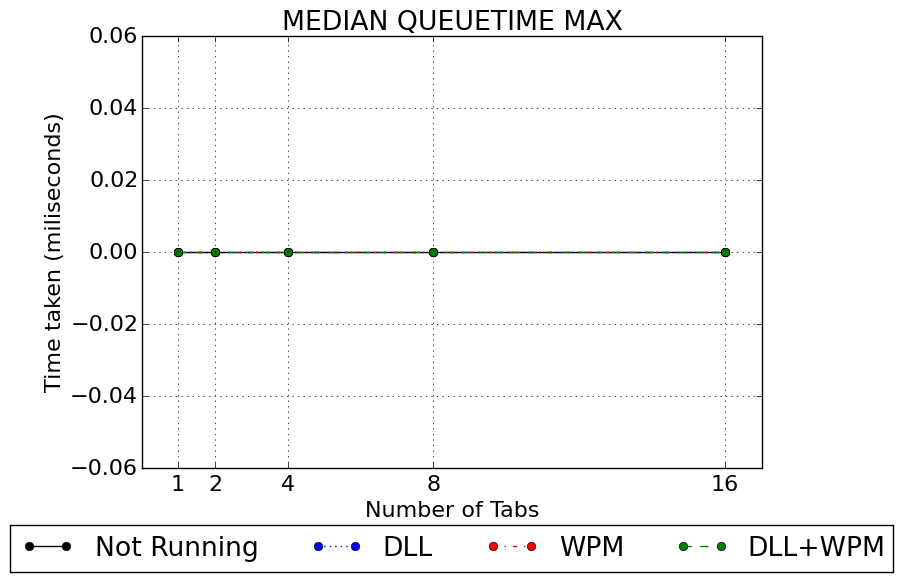 MEDIAN QUEUETIME MAX
0.06
0.04
0.02
0.00
−0.02
−0.04
−0.06
Time taken (miliseconds)
1 2 4 8 16
Number of Tabs
Not Running DLL WPM DLL+WPM